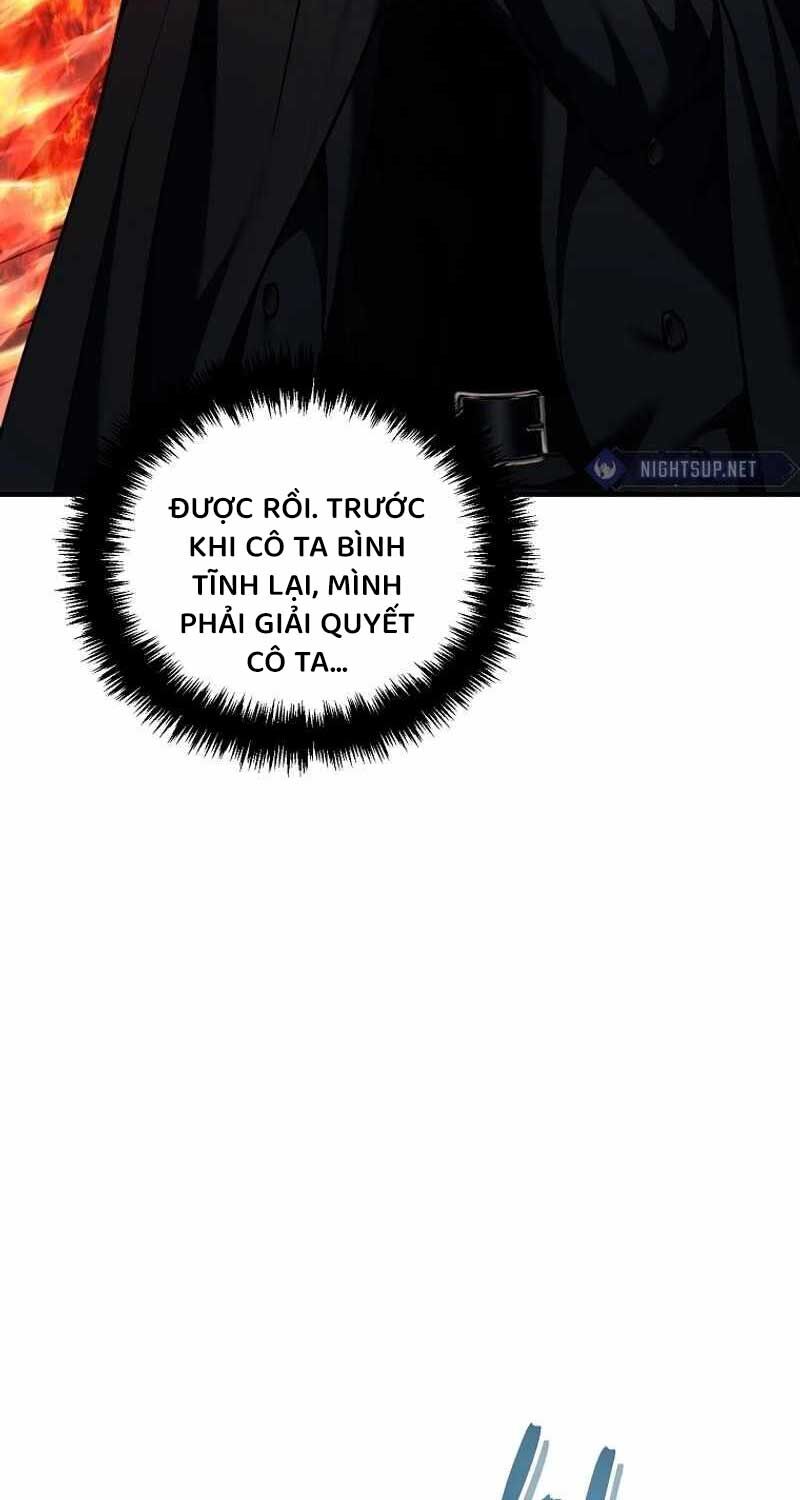 NIGHTSUP.NET
ĐƯỢC RỒI. TRƯỚC
KHI CÔ TA BÌNH
TĨNH LẠI, MÌNH
PHẢI GIẢI QUYẾT
CÔ TA...